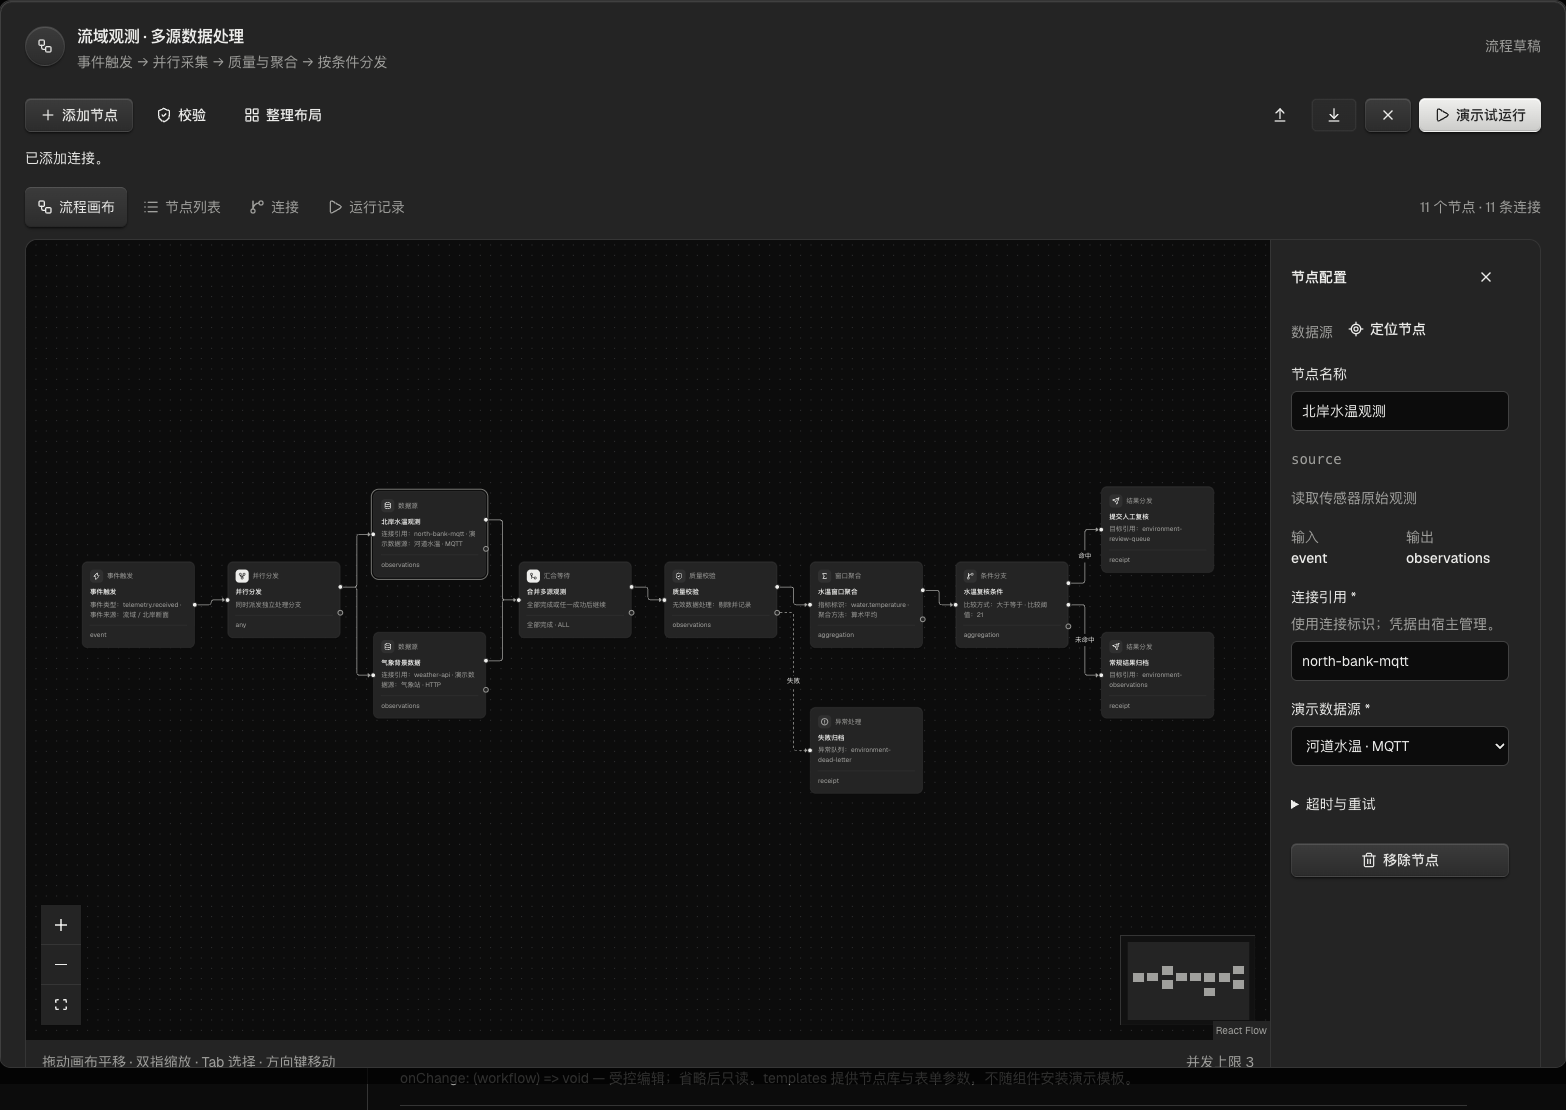 流域观测 · 多源数据处理
事件触发 → 并行采集 → 质量与聚合 → 按条件分发
流程草稿
添加节点
校验
整理布局
演示试运行
已添加连接。
流程画布
节点列表
连接
运行记录
11 个节点 · 11 条连接
事件触发
事件触发
事件类型：telemetry.received ·
事件来源：流域 / 北岸断面
event
并行分发
并行分发
同时派发独立处理分支
any
数据源
北岸水温观测
连接引用：north-bank-mqtt · 演
示数据源：河道水温 · MQTT
observations
数据源
气象背景数据
连接引用：weather-api · 演示数
据源：气象站 · HTTP
observations
汇合等待
合并多源观测
全部完成或任一成功后继续
全部完成 · ALL
质量校验
质量校验
无效数据处理：剔除并记录
observations
失败
窗口聚合
水温窗口聚合
指标标识：water.temperature ·
聚合方法：算术平均
aggregation
异常处理
失败归档
异常队列：environment-
dead-letter
receipt
条件分支
水温复核条件
比较方式：大于等于 · 比较阈
值：21
aggregation
命中
未命中
结果分发
提交人工复核
目标引用：environment-
review-queue
receipt
结果分发
常规结果归档
目标引用：environment-
observations
receipt
React Flow
拖动画布平移 · 双指缩放 · Tab 选择 · 方向键移动
并发上限 3
节点配置
数据源
定位节点
节点名称
北岸水温观测
source
读取传感器原始观测
输入
输出
event
observations
连接引用 *
使用连接标识；凭据由宿主管理。
north-bank-mqtt
演示数据源 *
河道水温 · MQTT
超时与重试
移除节点
onChange: (workflow) => void — 受控编辑；省略后只读。templates 提供节点库与表单参数，不随组件安装演示模板。